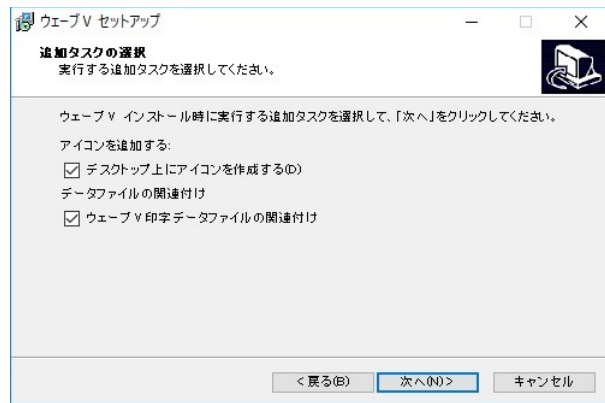 ウェーブV セットアップ
追加タスクの選択
実行する追加タスクを選択してください。
ウェーブV インストール時に実行する追加タスクを選択して、「次へ」をクリックしてください。
アイコンを追加する:
デスクトップ上にアイコンを作成する(D)
データファイルの関連付け
ウェーブV印字データファイルの関連付け
<戻る(B) 次へ(N)> キャンセル